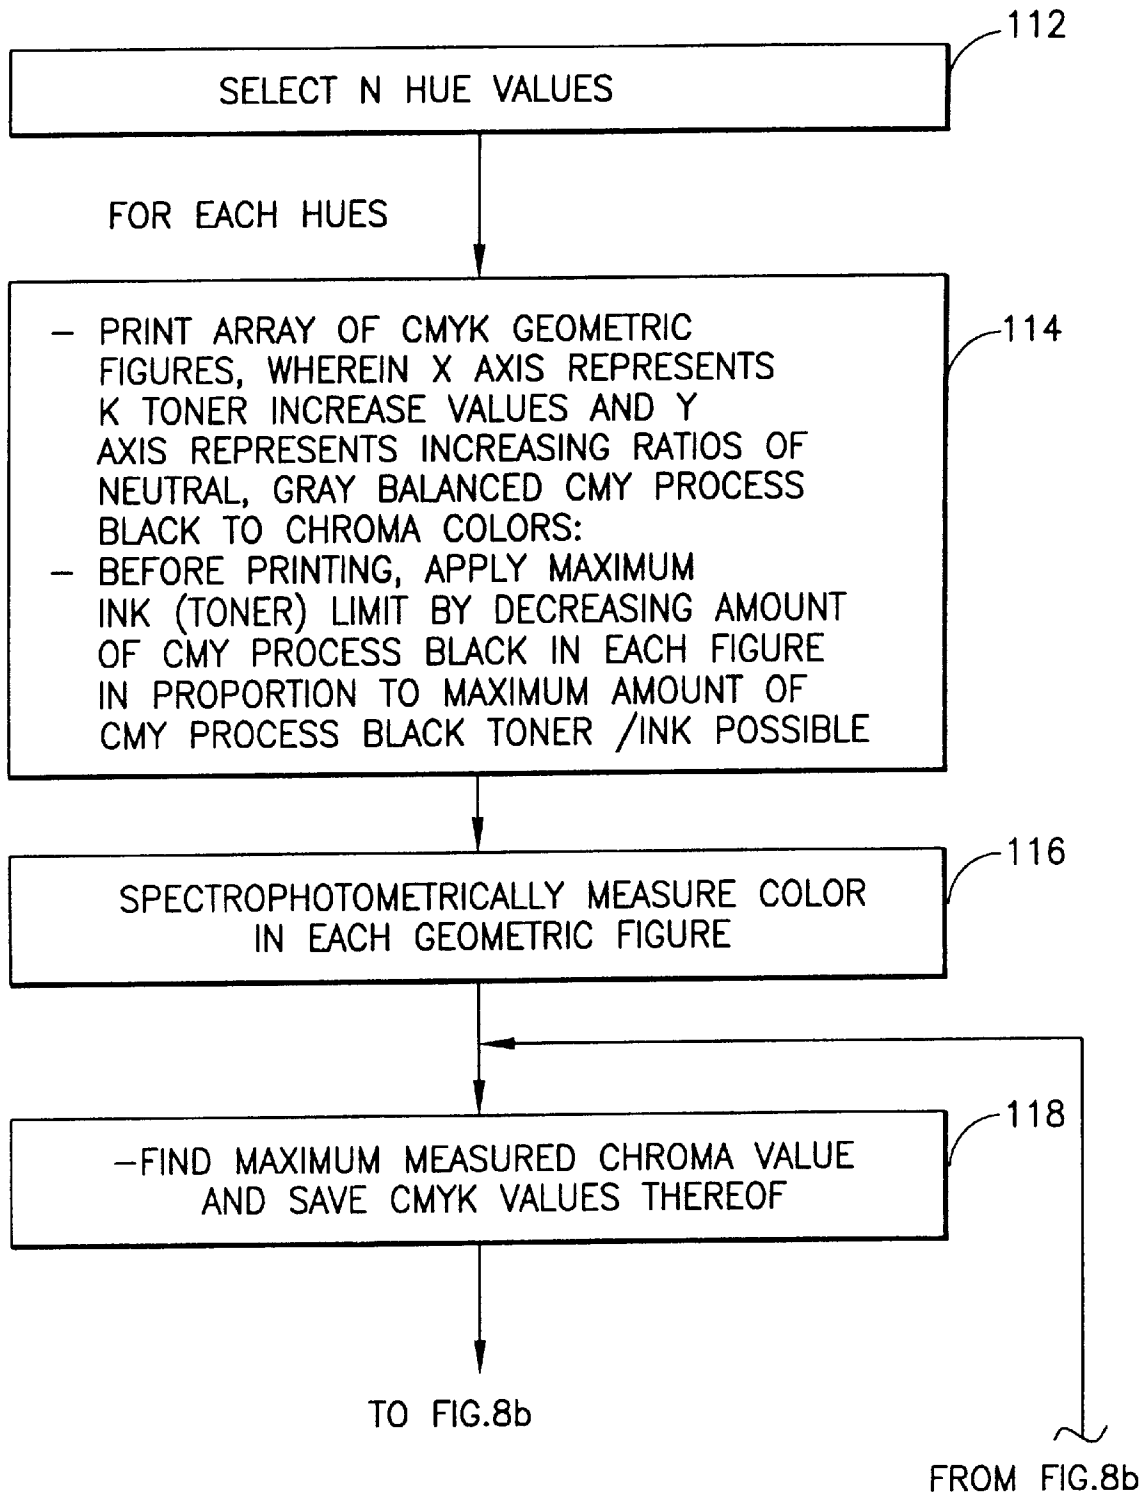 112
SELECT N HUE VALUES
FOR EACH HUES
114
– PRINT ARRAY OF CMYK GEOMETRIC
FIGURES, WHEREIN X AXIS REPRESENTS
K TONER INCREASE VALUES AND Y
AXIS REPRESENTS INCREASING RATIOS OF
NEUTRAL, GRAY BALANCED CMY PROCESS
BLACK TO CHROMA COLORS:
– BEFORE PRINTING, APPLY MAXIMUM
INK (TONER) LIMIT BY DECREASING AMOUNT
OF CMY PROCESS BLACK IN EACH FIGURE
IN PROPORTION TO MAXIMUM AMOUNT OF
CMY PROCESS BLACK TONER /INK POSSIBLE
116
SPECTROPHOTOMETRICALLY MEASURE COLOR
IN EACH GEOMETRIC FIGURE
118
–FIND MAXIMUM MEASURED CHROMA VALUE
AND SAVE CMYK VALUES THEREOF
TO FIG.8b
FROM FIG.8b